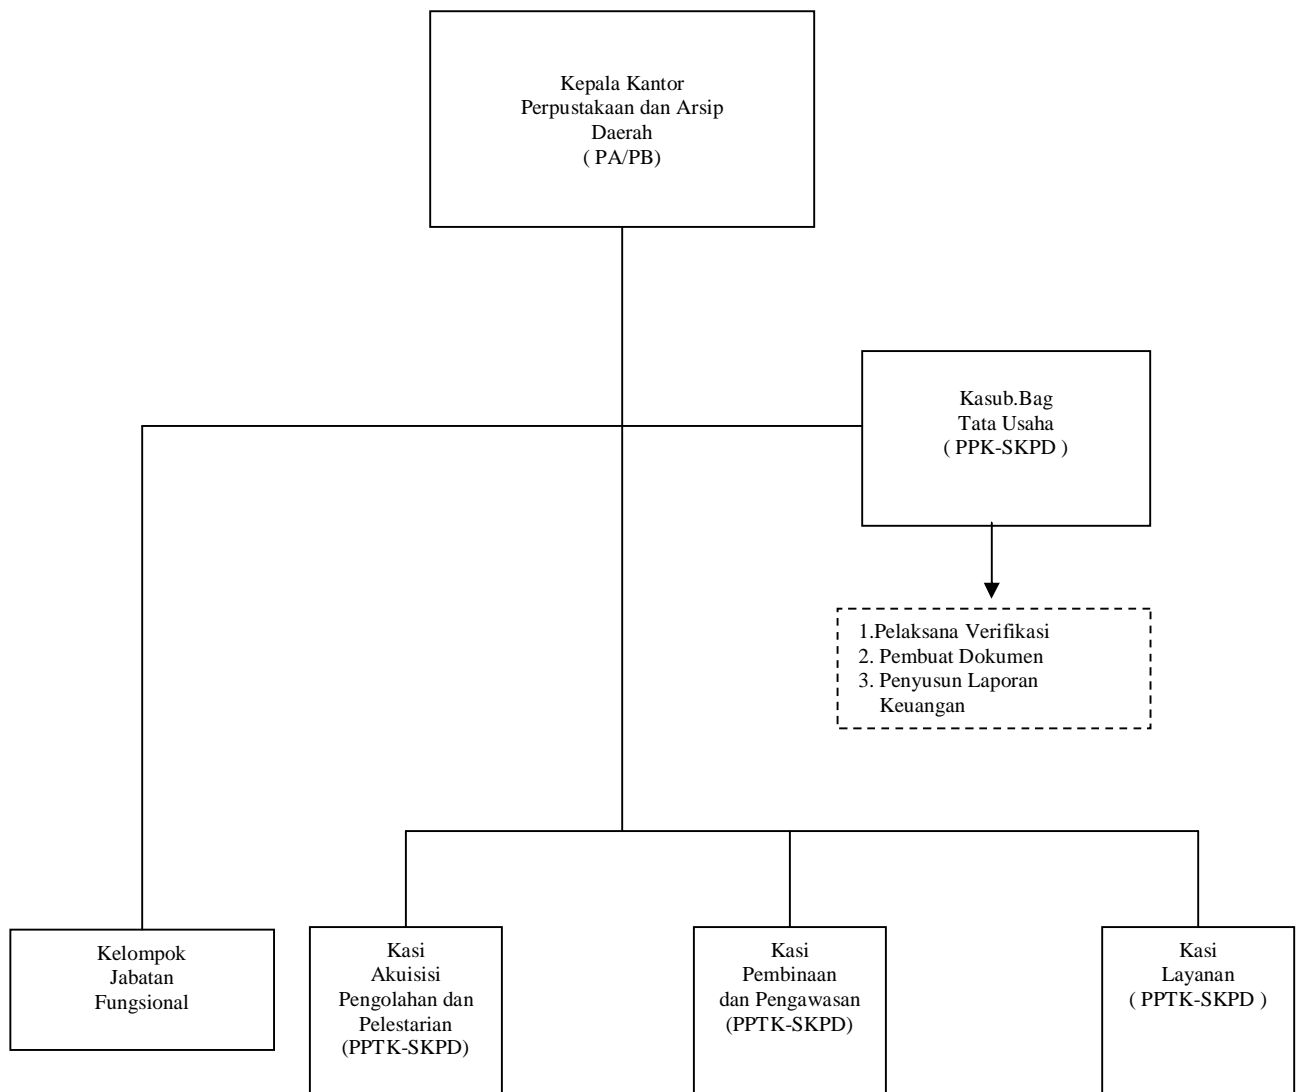 Kepala Kantor
Perpustakaan dan Arsip
Daerah
( PA/PB)
Kasub.Bag
Tata Usaha
( PPK-SKPD )
1.Pelaksana Verifikasi
2. Pembuat Dokumen
3. Penyusun Laporan
Keuangan
Kelompok
Jabatan
Fungsional
Kasi
Akuisisi
Pengolahan dan
Pelestarian
(PPTK-SKPD)
Kasi
Pembinaan
dan Pengawasan
(PPTK-SKPD)
Kasi
Layanan
( PPTK-SKPD )